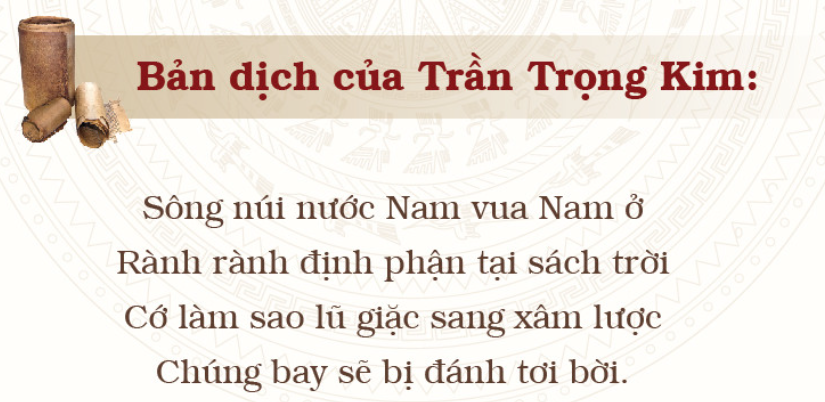 Bản dịch của Trần Trọng Kim:
Sông núi nước Nam vua Nam ở
Rành rành định phận tại sách trời
Cớ làm sao lũ giặc sang xâm lược
Chúng bay sẽ bị đánh tơi bời.